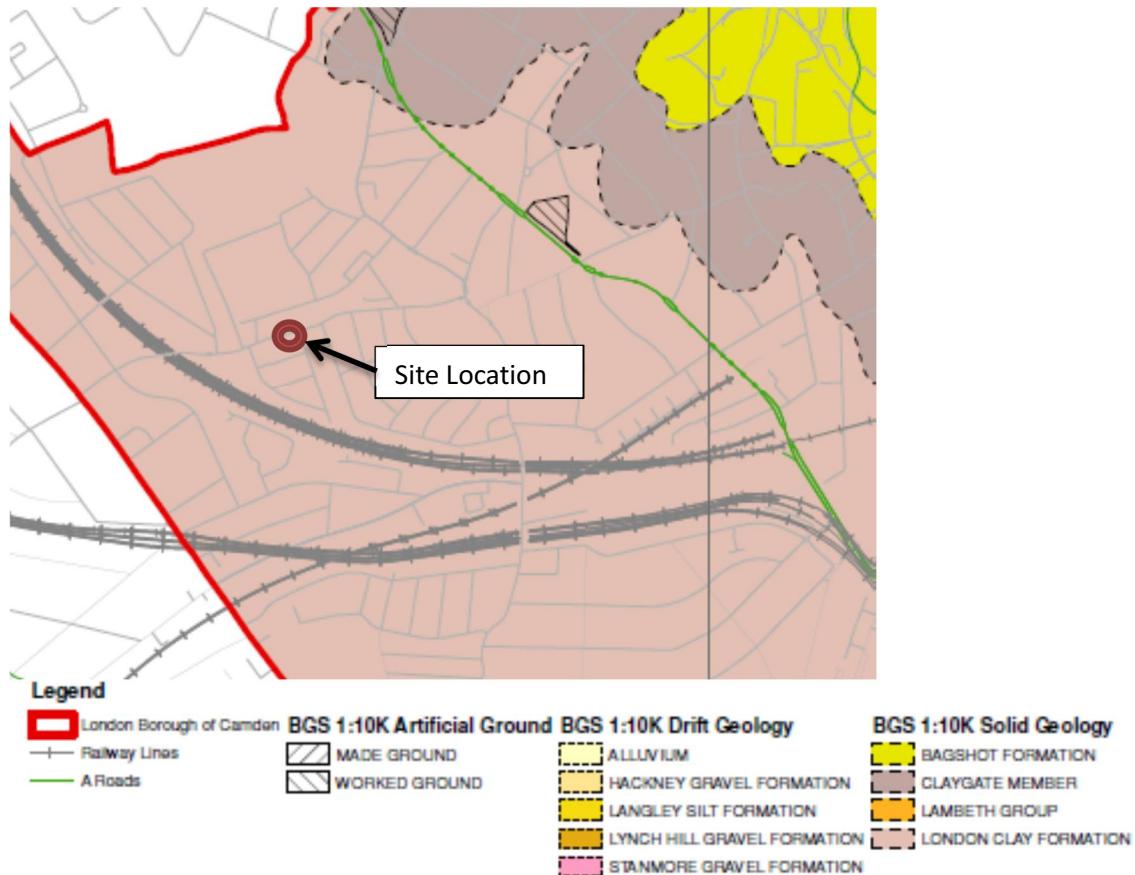 Site Location
Legend
London Borough of Camden
Railway Lines
A Roads
BGS 1:10K Artificial Ground
MADE GROUND
WORKED GROUND
BGS 1:10K Drift Geology
ALLUVIUM
HACKNEY GRAVEL FORMATION
LANGLEY SILT FORMATION
LYNCH HILL GRAVEL FORMATION
STANMORE GRAVEL FORMATION
BGS 1:10K Solid Geology
BAGSHOT FORMATION
CLAYGATE MEMBER
LAMBETH GROUP
LONDON CLAY FORMATION